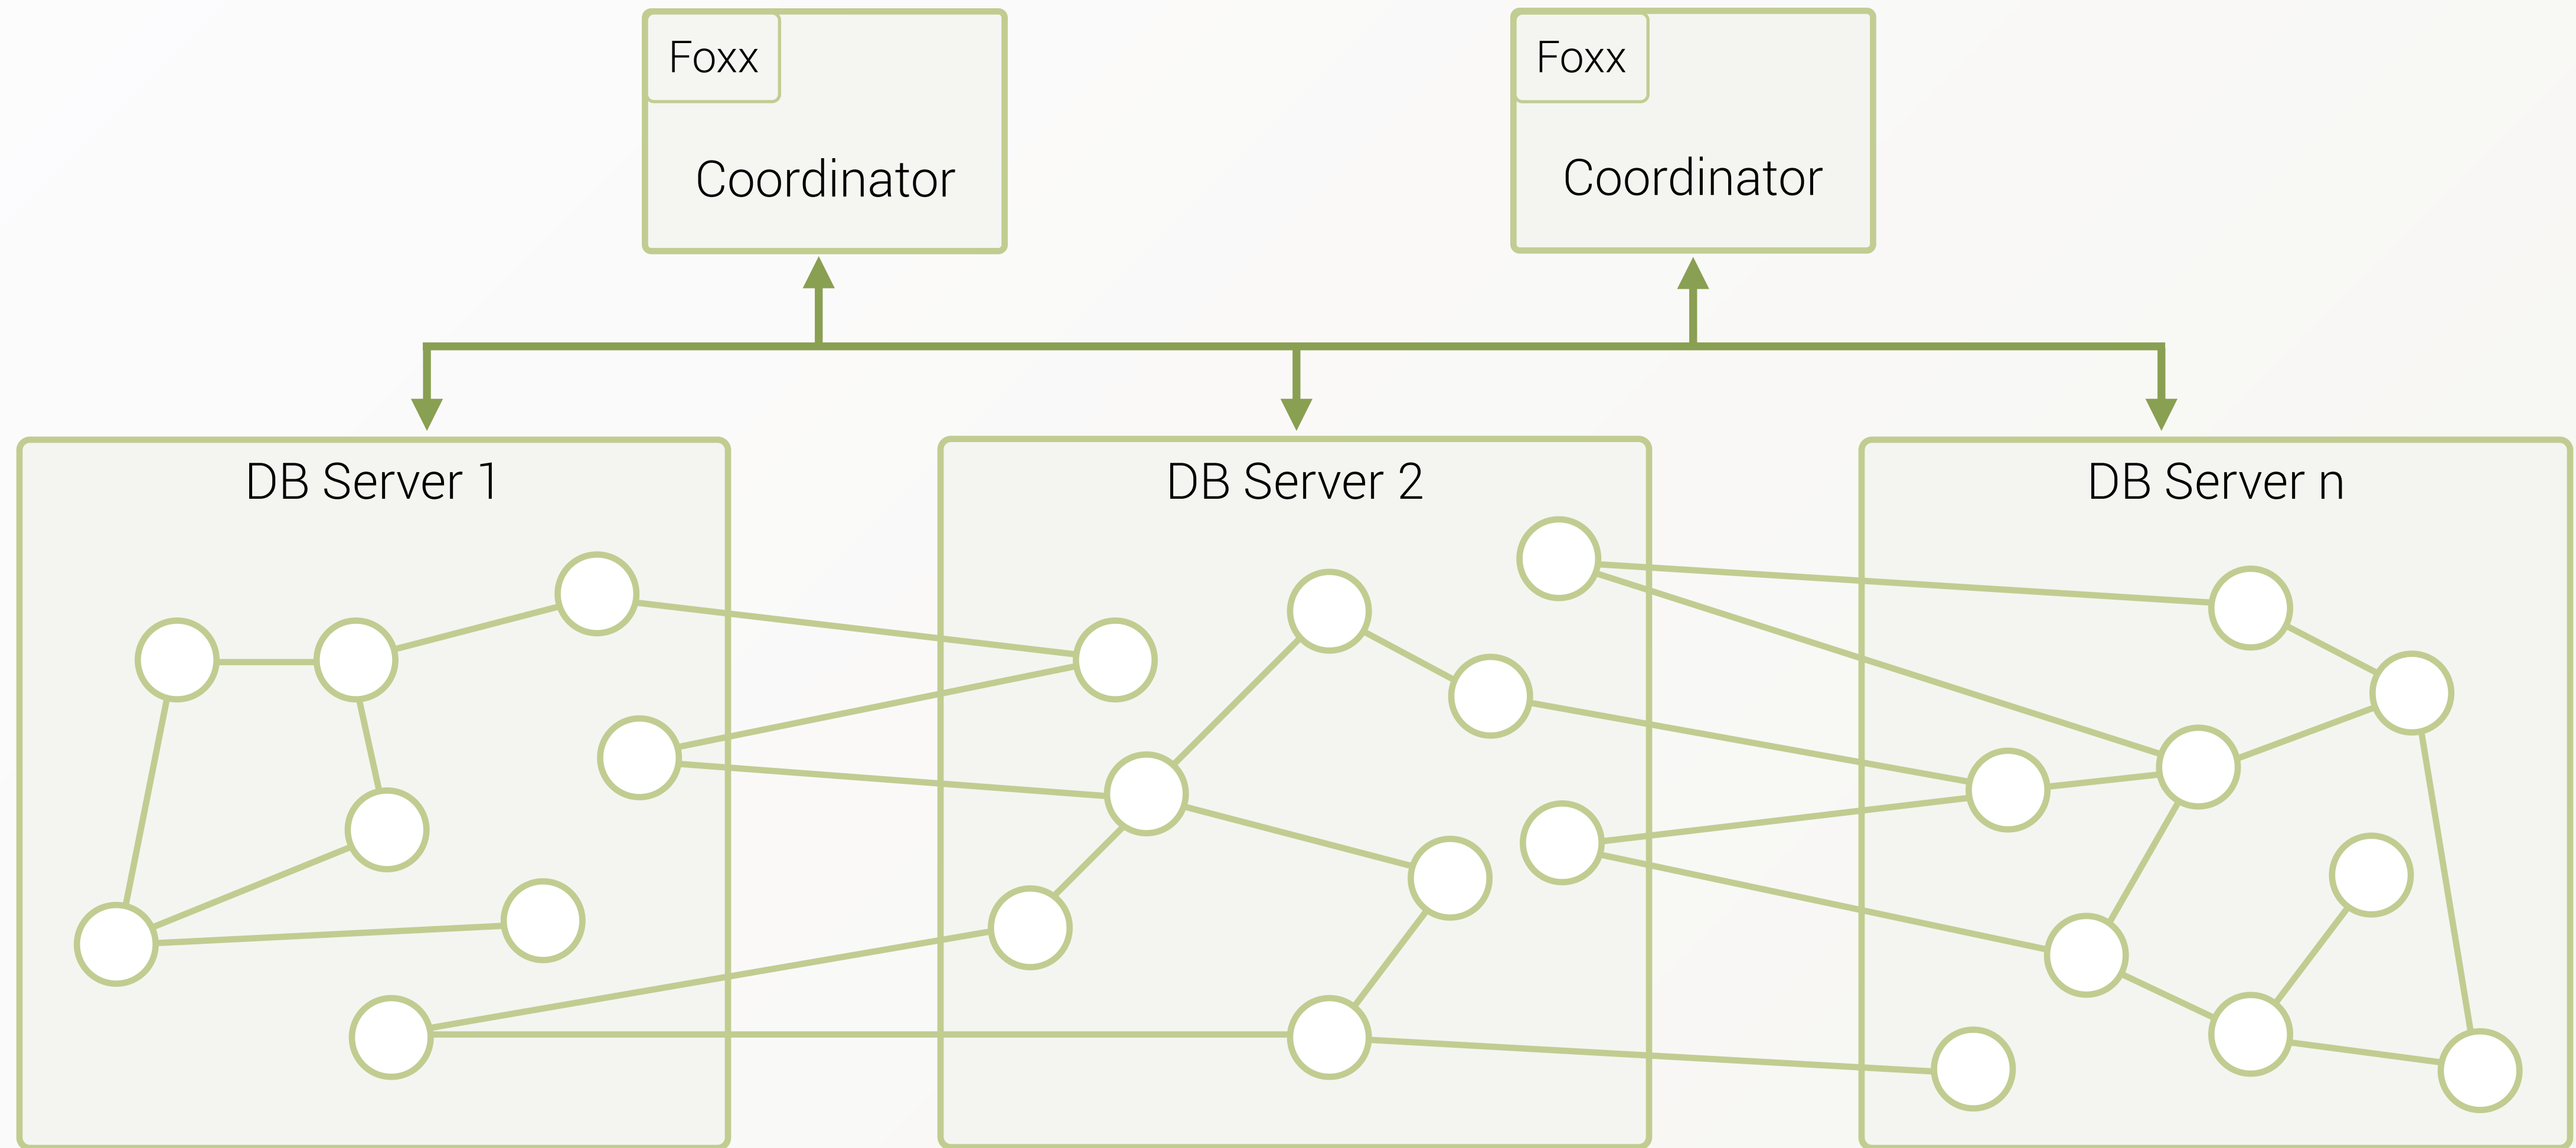 Foxx
Coordinator
Foxx
Coordinator
DB Server 1
DB Server 2
DB Server n